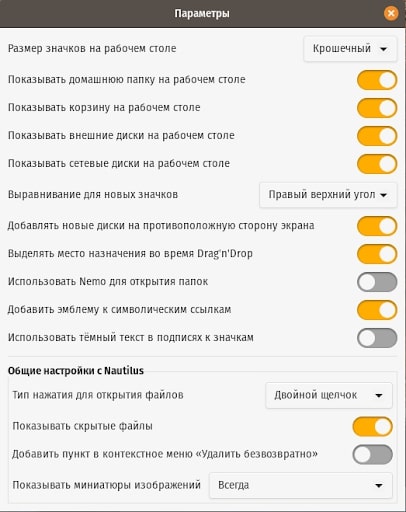 Параметры
Размер значков на рабочем столе Крошечный
Показывать домашнюю папку на рабочем столе
Показывать корзину на рабочем столе
Показывать внешние диски на рабочем столе
Показывать сетевые диски на рабочем столе
Выравнивание для новых значков Правый верхний угол
Добавлять новые диски на противоположную сторону экрана
Выделять место назначения во время Drag'n'Drop
Использовать Nemo для открытия папок
Добавить эмблему к символическим ссылкам
Использовать тёмный текст в подписях к значкам
Общие настройки с Nautilus
Тип нажатия для открытия файлов Двойной щелчок
Показывать скрытые файлы
Добавить пункт в контекстное меню «Удалить безвозвратно»
Показывать миниатюры изображений Всегда